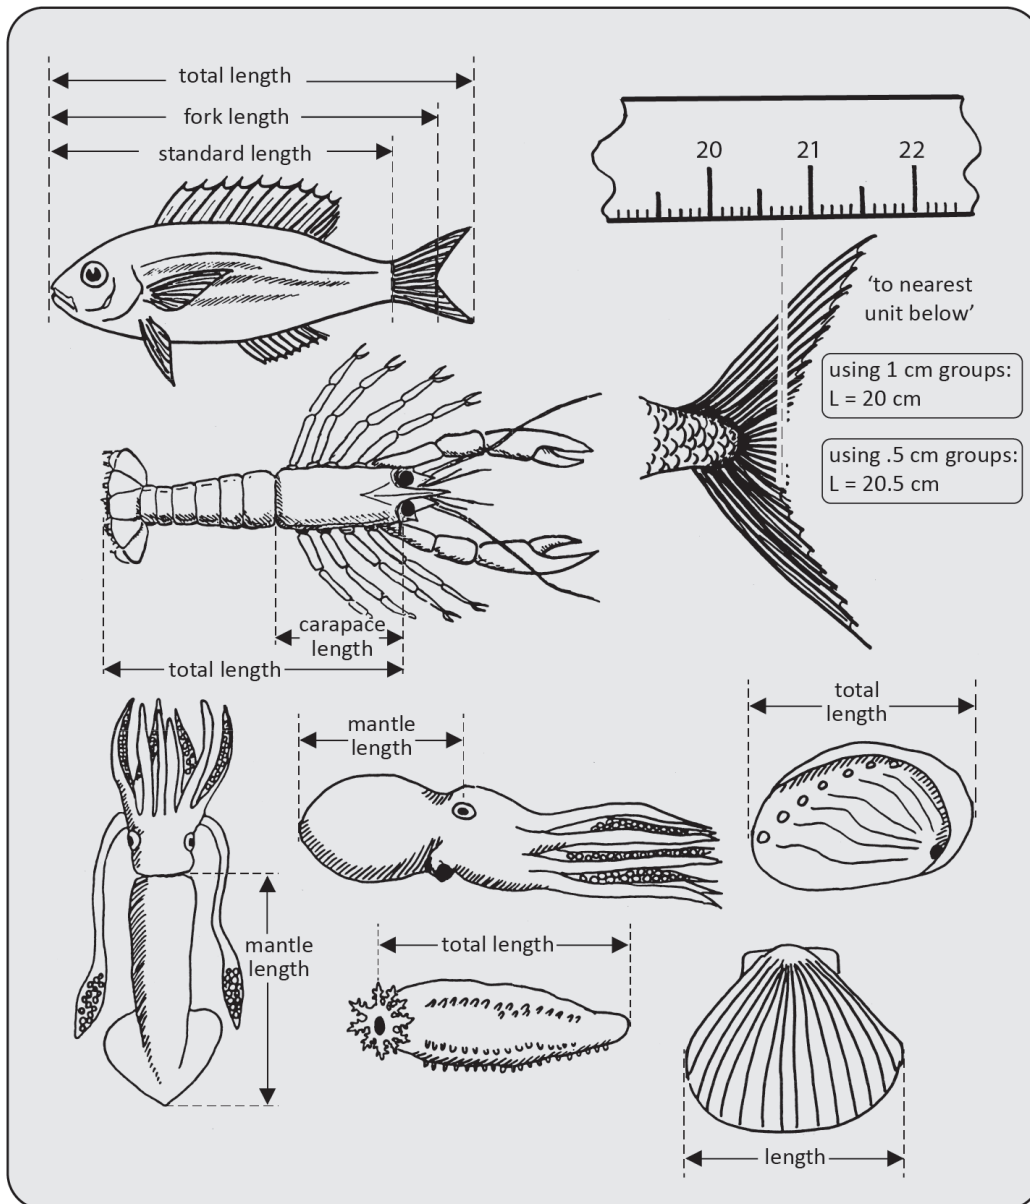 total length
fork length
standard length
20 21 22
‘to nearest
unit below’
using 1 cm groups:
L = 20 cm
using .5 cm groups:
L = 20.5 cm
carapace
length
total length
total
length
mantle
length
mantle
length
total length
length